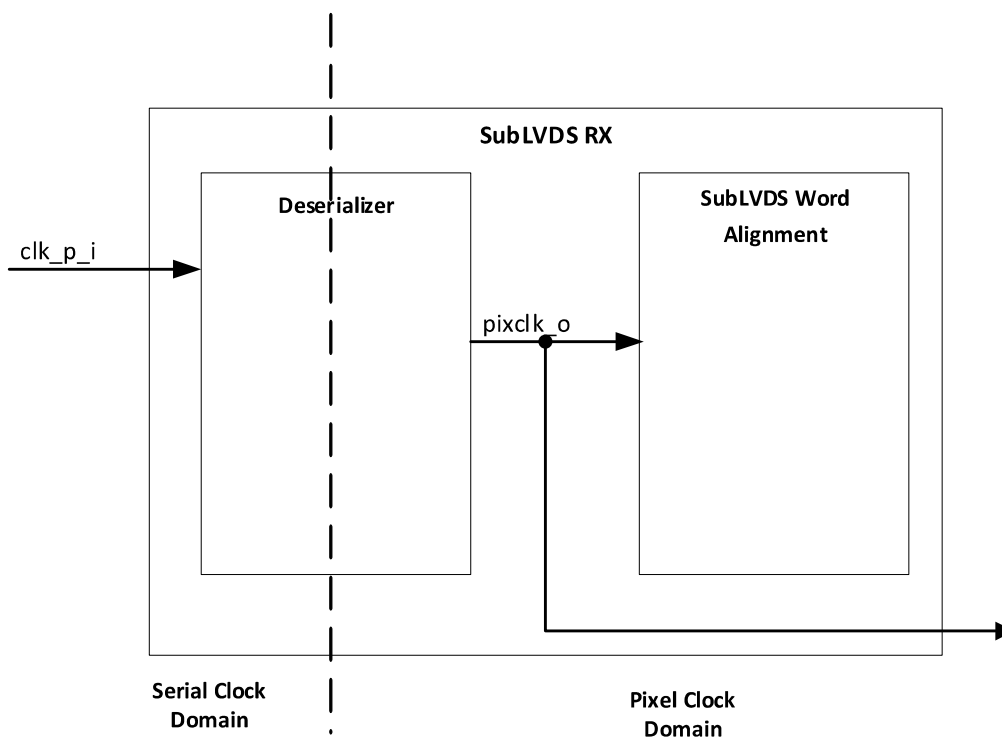 SubLVDS RX
Deserializer
SubLVDS Word
Alignment
clk_p_i
pixclk_o
Serial Clock
Domain
Pixel Clock
Domain